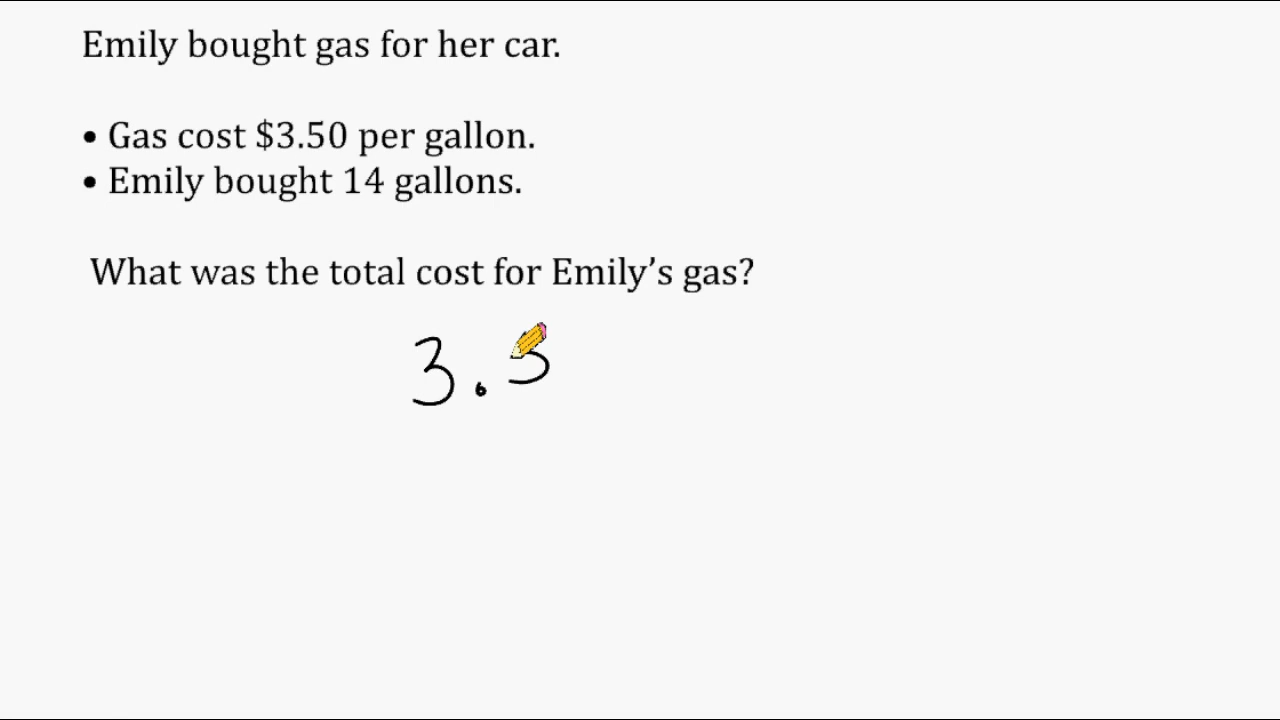 Emily bought gas for her car.
• Gas cost $3.50 per gallon.
• Emily bought 14 gallons.
What was the total cost for Emily’s gas?
3.5